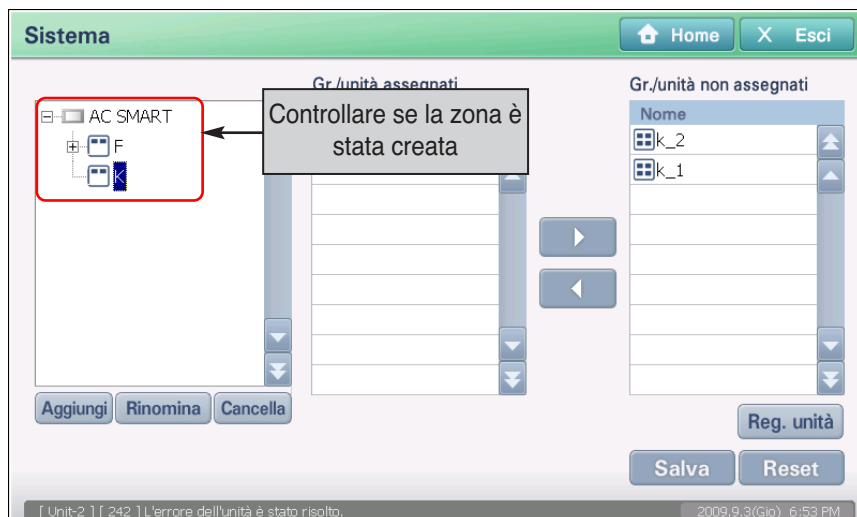 Sistema
Home
X Esci
Gr./unità assegnati
Gr./unità non assegnati
AC SMART
F
K
Controllare se la zona è
stata creata
Nome
k_2
k_1
Aggiungi
Rinomina
Cancella
Reg. unità
Salva
Reset
[ Unit-2 ] [ 242 ] L'errore dell'unità è stato risolto.
2009.9.3(Gio) 6:53 PM